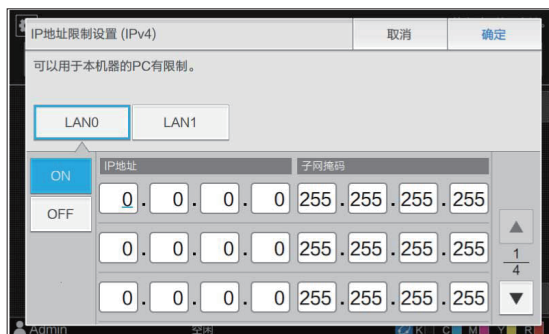 IP地址限制设置 (IPv4) 取消 确定
可以用于本机器的PC有限制。
LAN0 LAN1
ON IP地址 子网掩码
OFF
0. 0. 0. 0 255. 255. 255. 255
0. 0. 0. 0 255. 255. 255. 255
0. 0. 0. 0 255. 255. 255. 255
1
4
Admin 空闲 K C M Y R